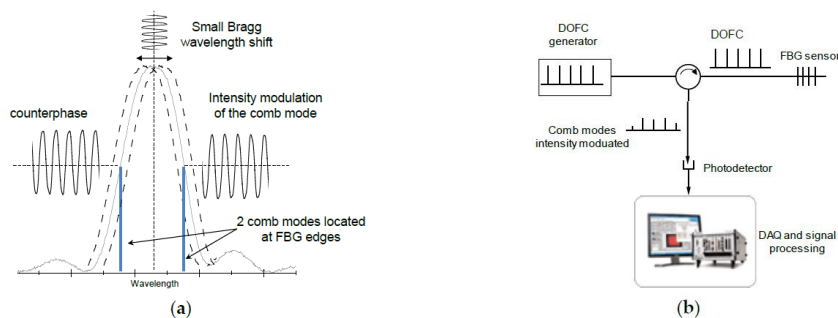 Small Bragg
wavelength shift
counterphase
Intensity modulation
of the comb mode
2 comb modes located
at FBG edges
Wavelength
(a)
DOFC
generator
DOFC
FBG sensor
Comb modes
intensity moduated
Photodetector
DAQ and signal
processing
(b)